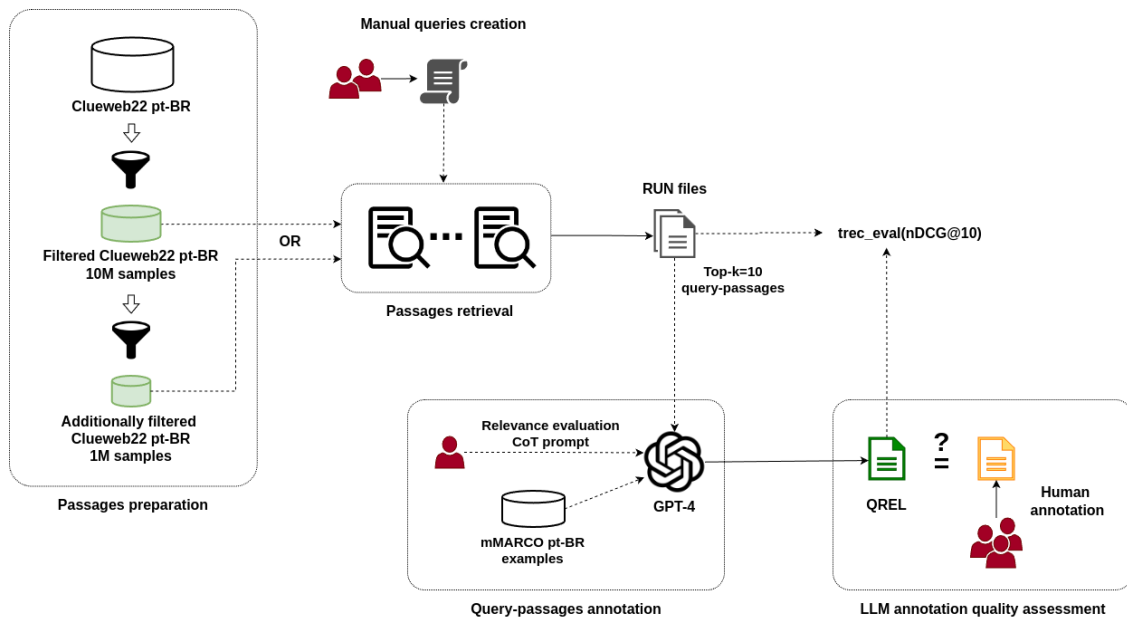 Manual queries creation
Clueweb22 pt-BR
Filtered Clueweb22 pt-BR
10M samples
OR
Additionally filtered
Clueweb22 pt-BR
1M samples
Passages preparation
...
Passages retrieval
RUN files
Top-k=10
query-passages
trec_eval(nDCG@10)
Relevance evaluation
CoT prompt
GPT-4
mMARCO pt-BR
examples
Query-passages annotation
QREL
?
=
Human
annotation
LLM annotation quality assessment